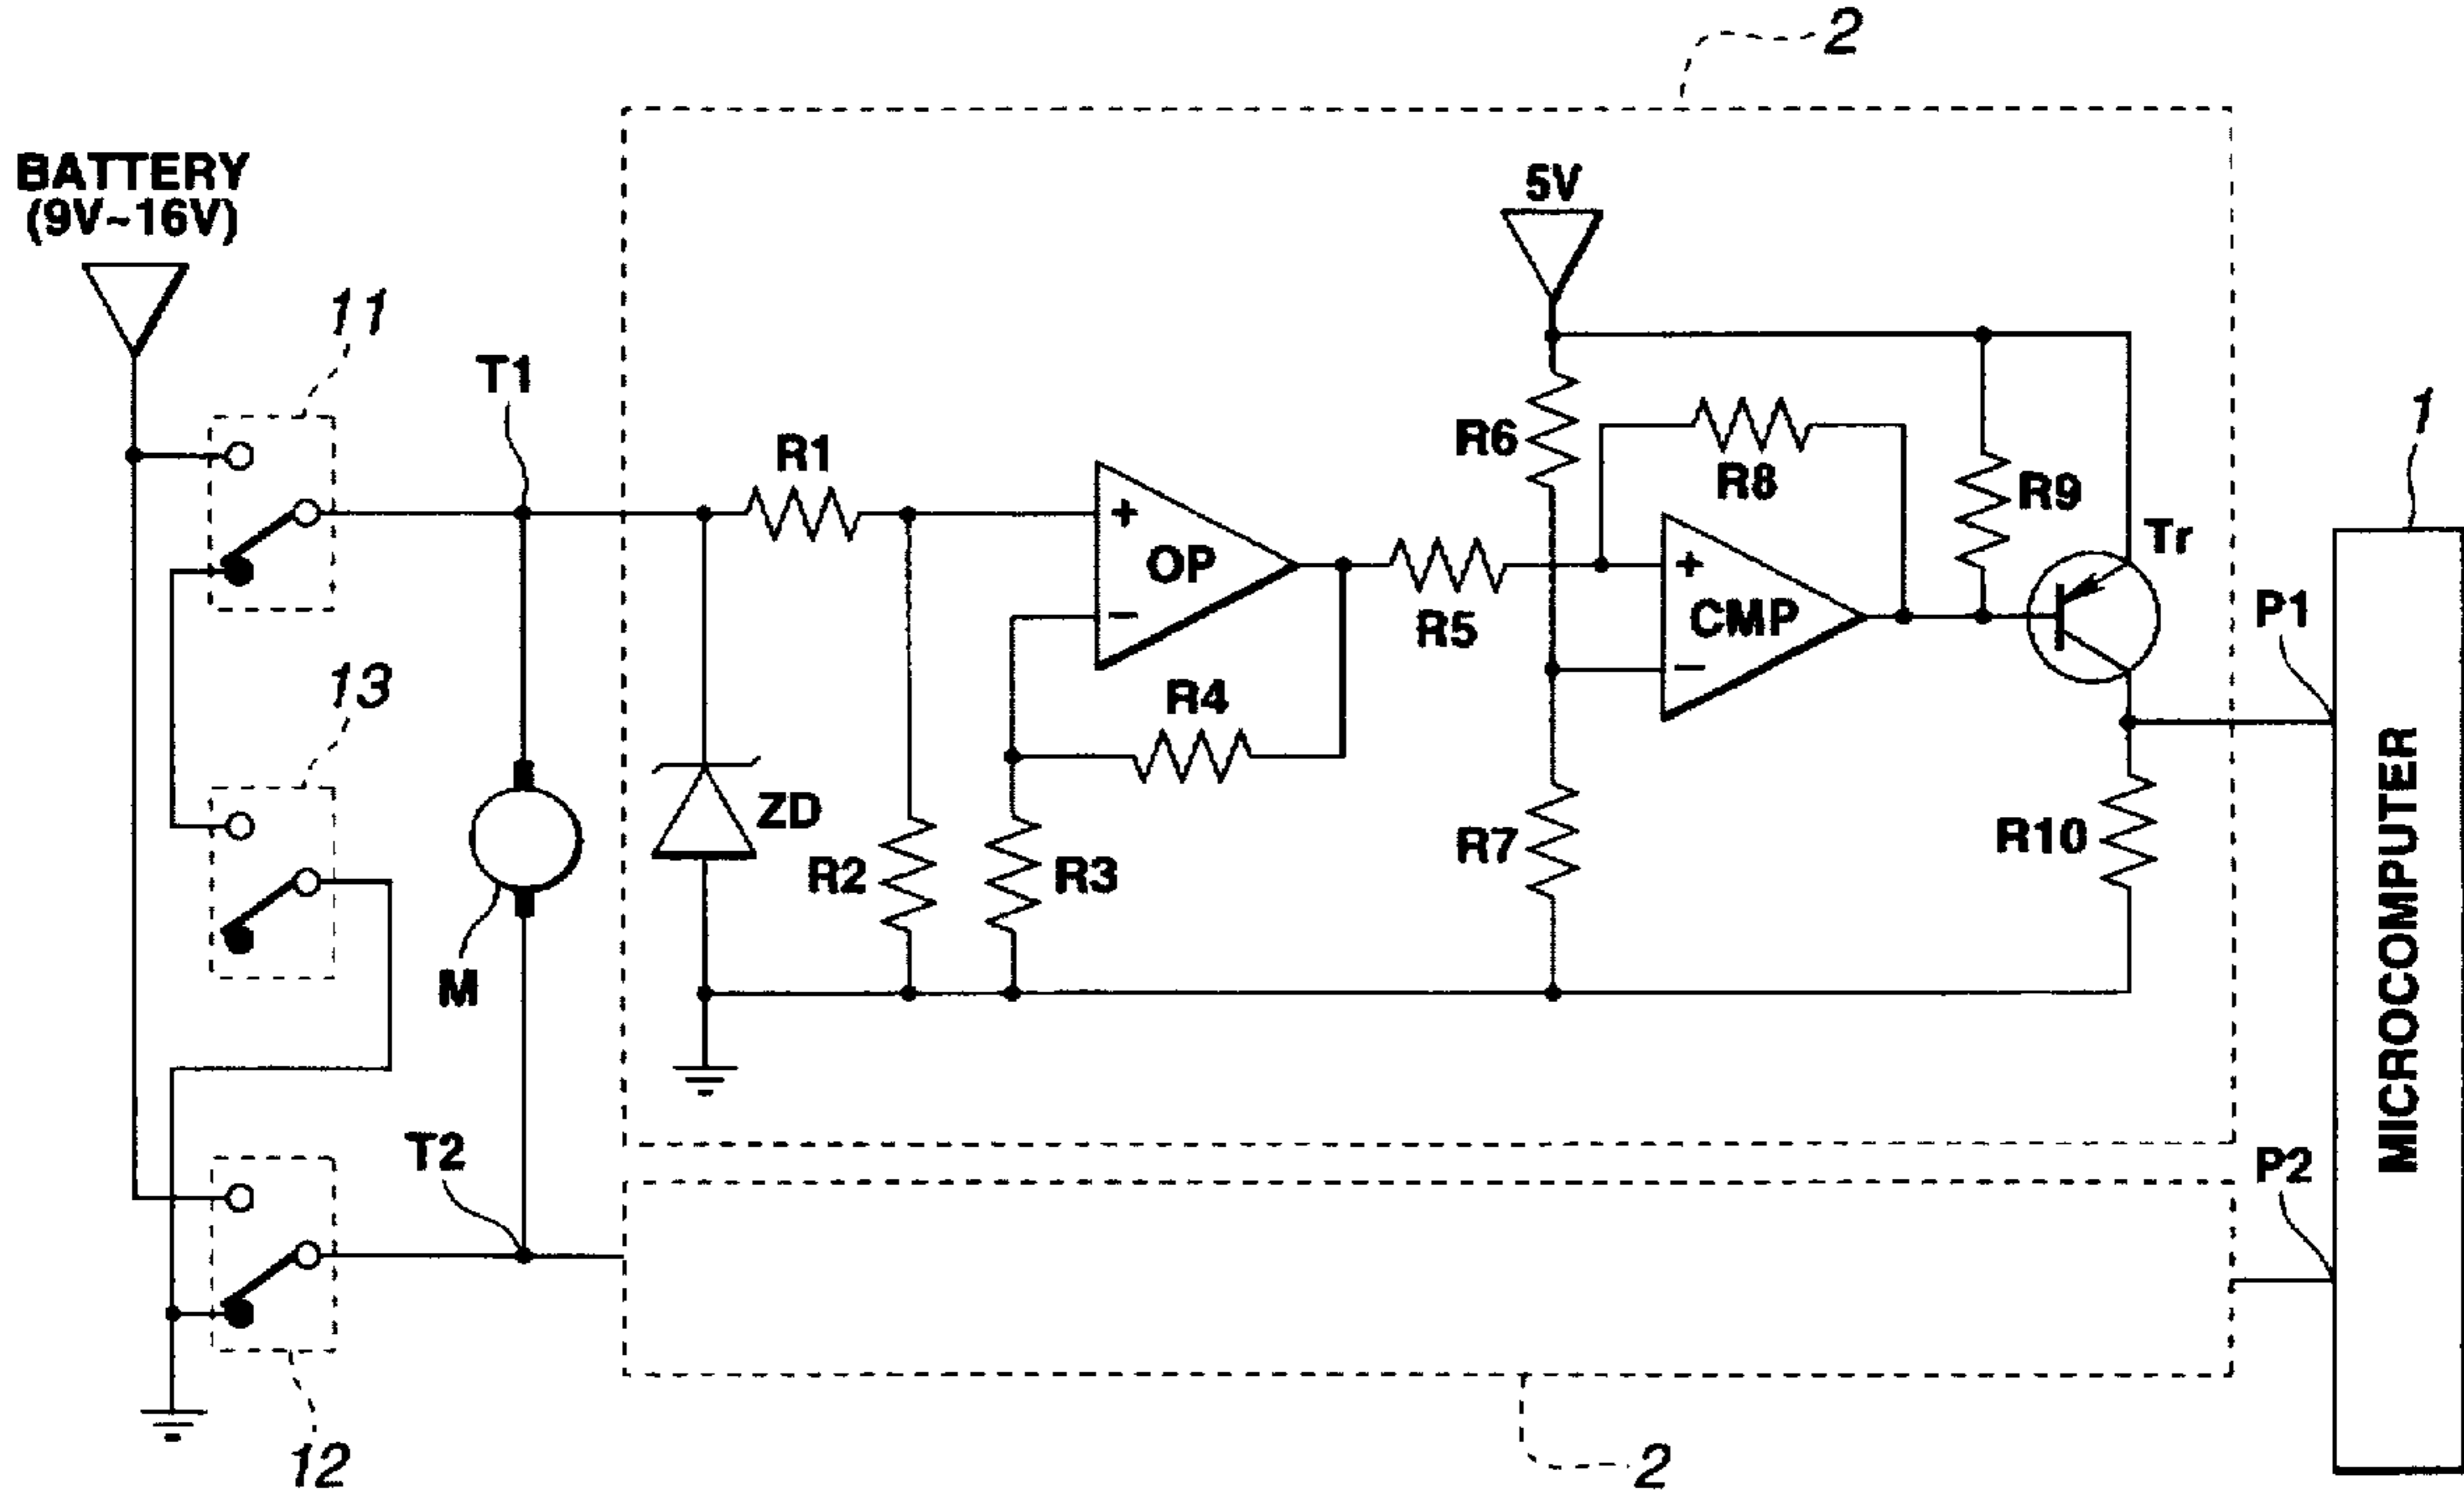 2
BATTERY
(9V~16V)
5V
11
T1
1
R1
R6
R8
R9
+
OP
-
+
CMP
-
Tr
R5
P1
13
R4
ZD
R2
R3
R7
R10
M
MICROCOMPUTER
T2
P2
12
2